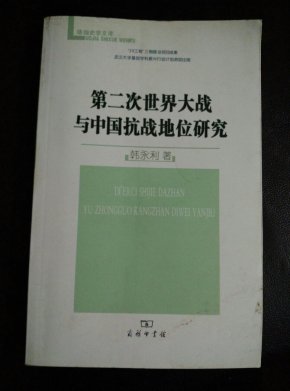 第二次世界大战
与中国抗战地位研究
韩永利 著
DI'ERCI SHIJIE DAZHAN
YU ZHONGGUO KANGZHAN DIWEI YANJIU
商务印书馆